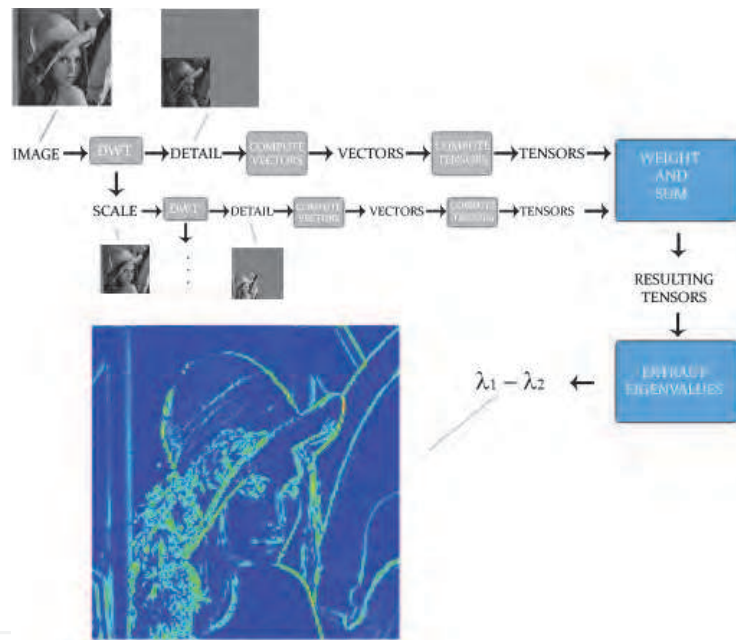 IMAGE DWT DETAIL COMPUTE VECTORS VECTORS COMPUTE TENSORS TENSORS
WEIGHT AND SUM
SCALE DWT DETAIL COMPUTE VECTORS VECTORS COMPUTE TENSORS TENSORS
RESULTING
TENSORS
EXTRACT
EIGENVALUES
λ1 − λ2